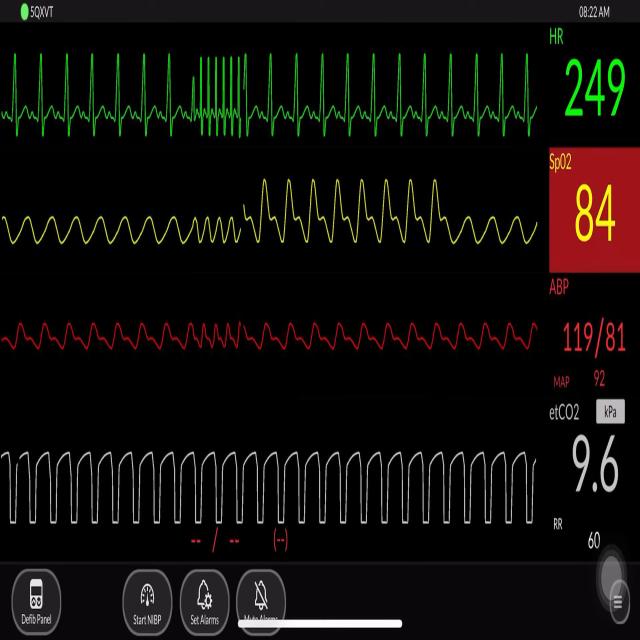 5QXVT
08:22 AM
HR
249
SpO2
84
ABP
119/81
MAP 92
etCO2 kPa
9.6
RR
60
-- / -- (--)
Defib Panel
Start NIBP
Set Alarms
Mute Alarms